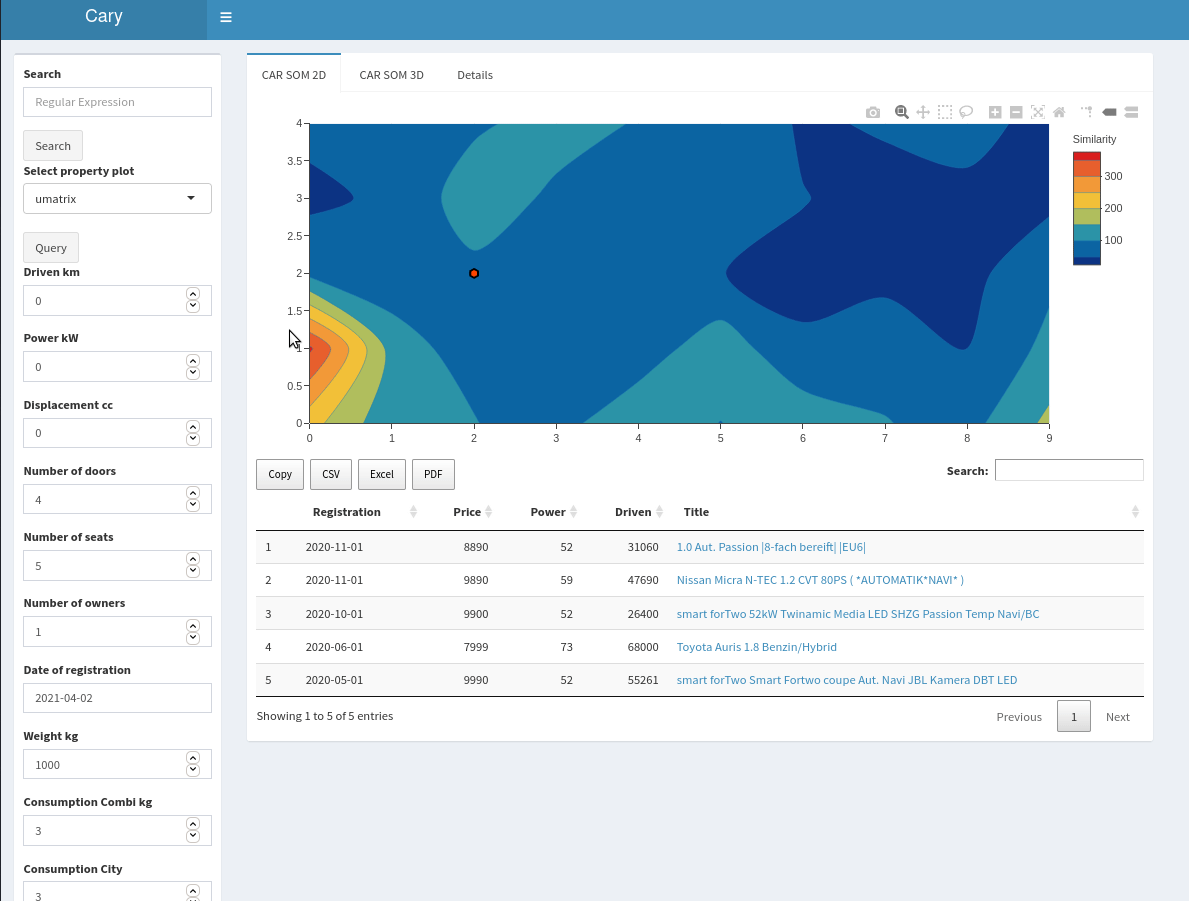 Cary
Search
Regular Expression
Search
Select property plot
umatrix
Query
Driven km
0
Power kW
0
Displacement cc
0
Number of doors
4
Number of seats
5
Number of owners
1
Date of registration
2021-04-02
Weight kg
1000
Consumption Combi kg
3
Consumption City
3
CAR SOM 2D CAR SOM 3D Details
4
3.5
3
2.5
2
1.5
1
0.5
0
0 1 2 3 4 5 6 7 8 9
Similarity
300
200
100
Copy CSV Excel PDF Search:
Registration Price Power Driven Title
1 2020-11-01 8890 52 31060 1.0 Aut. Passion |8-fach bereift| |EU6|
2 2020-11-01 9890 59 47690 Nissan Micra N-TEC 1.2 CVT 80PS ( *AUTOMATIK*NAVI* )
3 2020-10-01 9900 52 26400 smart forTwo 52kW Twinamic Media LED SHZG Passion Temp Navi/BC
4 2020-06-01 7999 73 68000 Toyota Auris 1.8 Benzin/Hybrid
5 2020-05-01 9990 52 55261 smart forTwo Smart Fortwo coupe Aut. Navi JBL Kamera DBT LED
Showing 1 to 5 of 5 entries Previous 1 Next